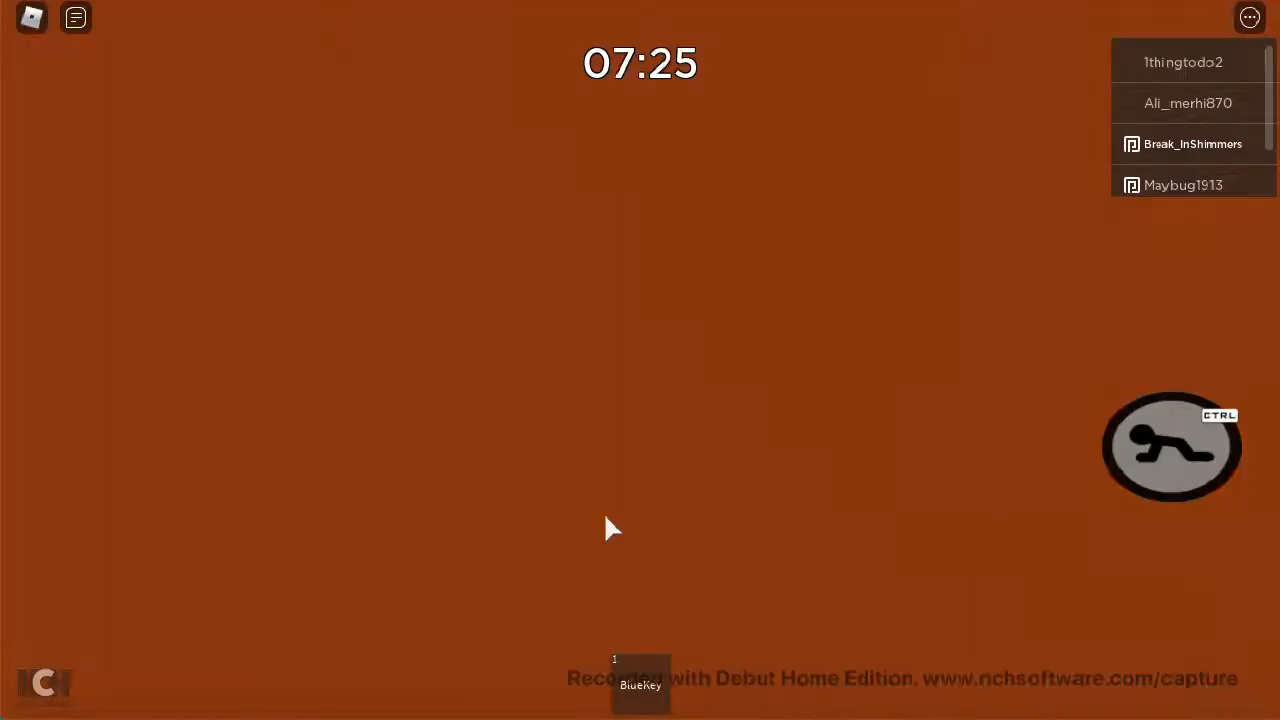 07:25
1thingtodo2
Ali_merhi870
Break_InShimmers
Maybug1913
CTRL
1
BlueKey
Recorded with Debut Home Edition. www.nchsoftware.com/capture